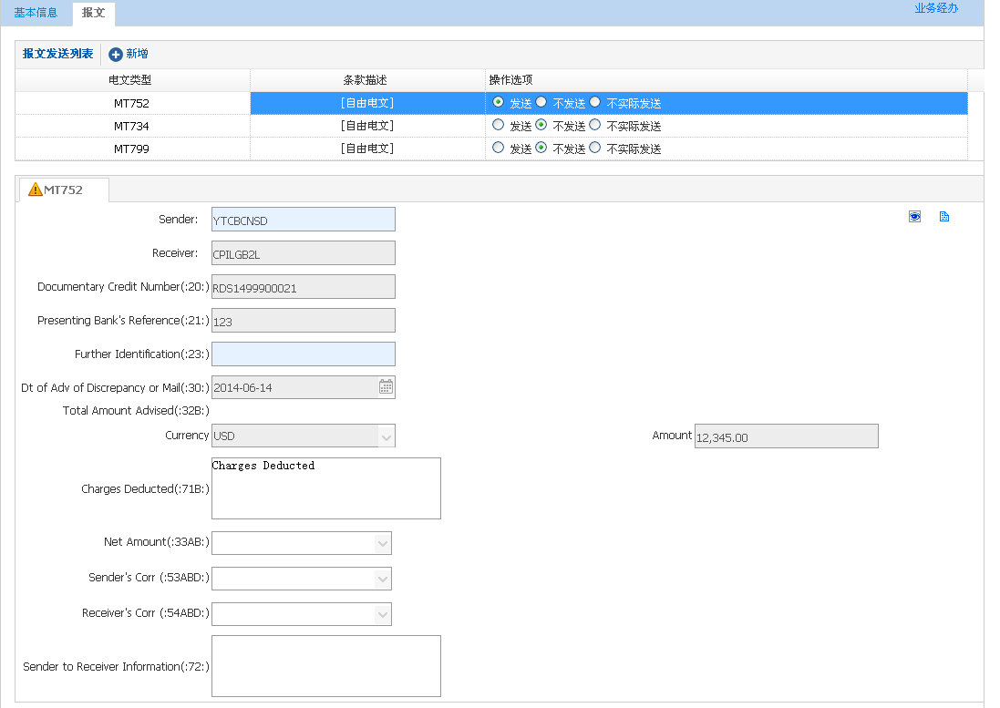 基本信息 报文 业务经办
报文发送列表 新增
电文类型 条款描述 操作选项
MT752 [自由电文] 发送 不发送 不实际发送
MT734 [自由电文] 发送 不发送 不实际发送
MT799 [自由电文] 发送 不发送 不实际发送
MT752
Sender: YTCBCNSD
Receiver: CPILGB2L
Documentary Credit Number(:20:) RDS1499900021
Presenting Bank's Reference(:21:) 123
Further Identification(:23:)
Dt of Adv of Discrepancy or Mail(:30:) 2014-06-14
Total Amount Advised(:32B:)
Currency USD Amount 12,345.00
Charges Deducted
Charges Deducted(:71B:)
Net Amount(:33AB:)
Sender's Corr (:53ABD:)
Receiver's Corr (:54ABD:)
Sender to Receiver Information(:72:)